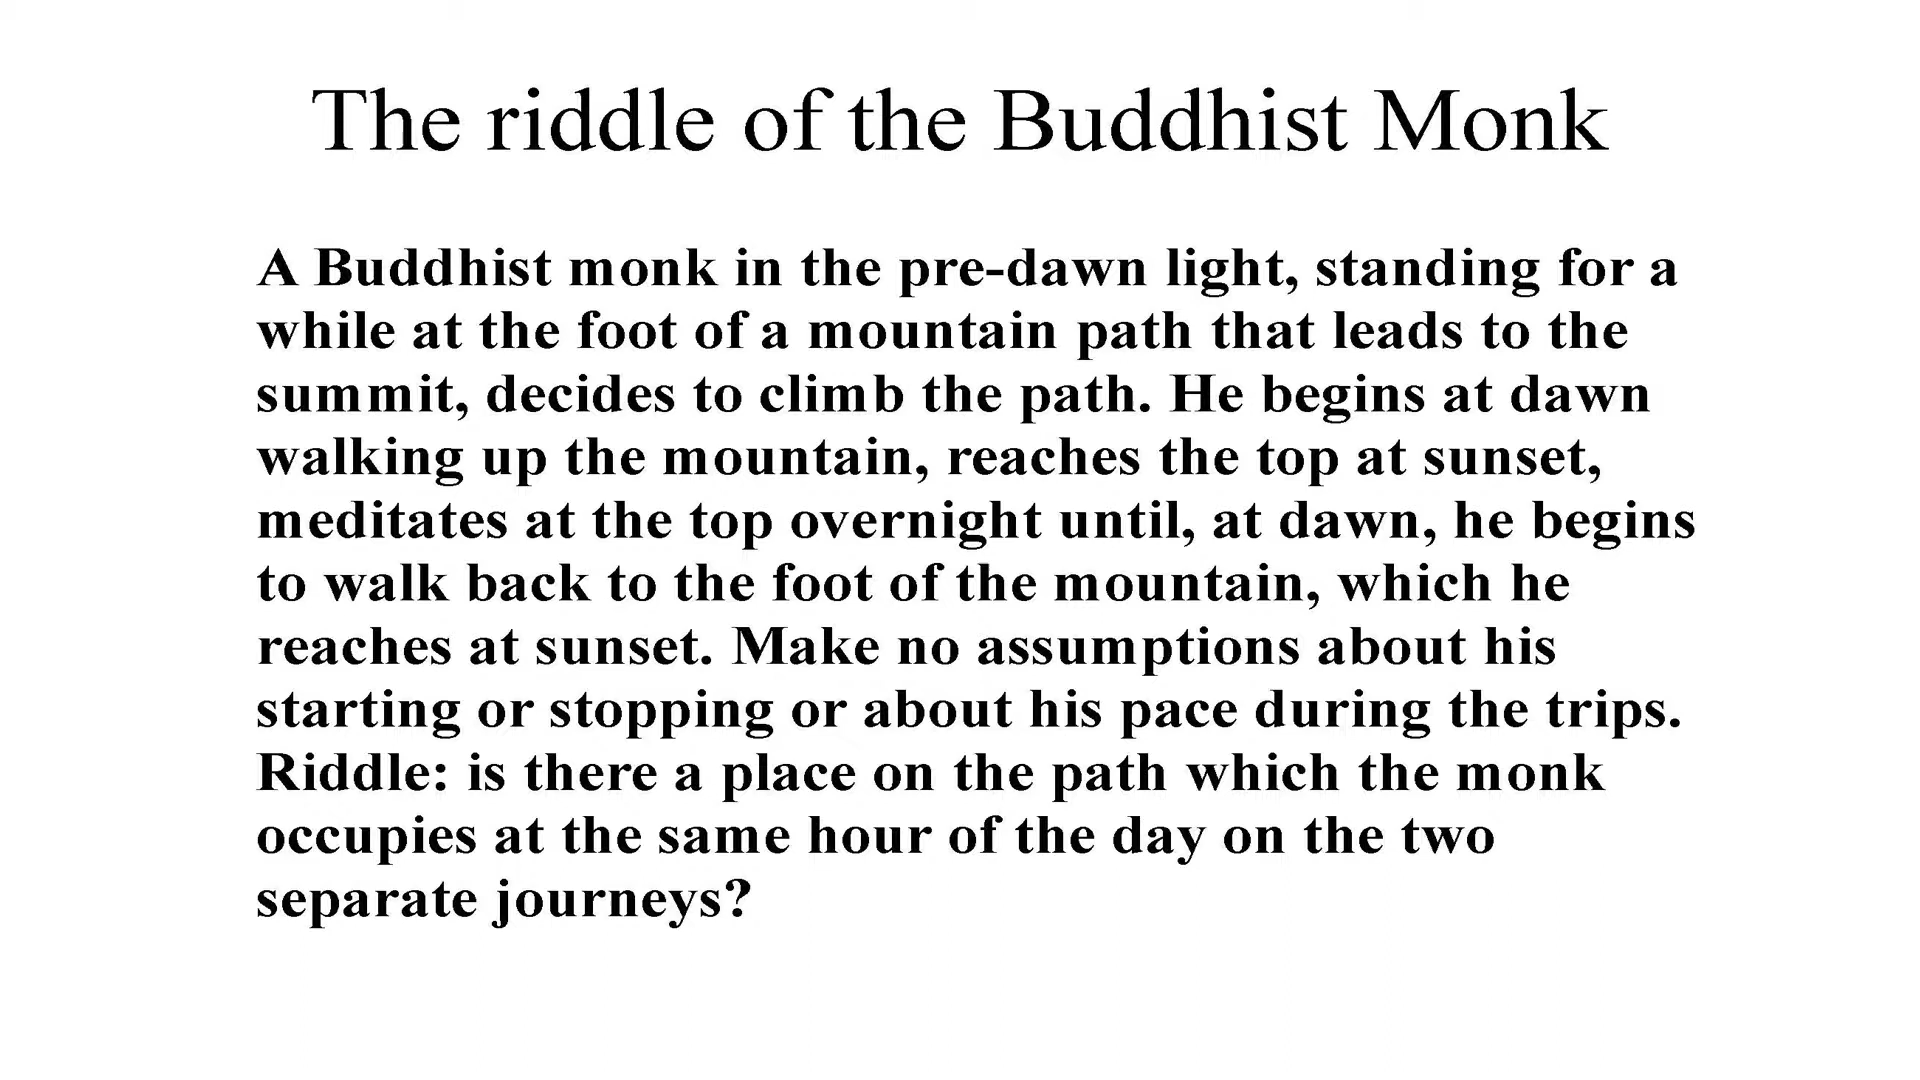 The riddle of the Buddhist Monk
A Buddhist monk in the pre-dawn light, standing for a
while at the foot of a mountain path that leads to the
summit, decides to climb the path. He begins at dawn
walking up the mountain, reaches the top at sunset,
meditates at the top overnight until, at dawn, he begins
to walk back to the foot of the mountain, which he
reaches at sunset. Make no assumptions about his
starting or stopping or about his pace during the trips.
Riddle: is there a place on the path which the monk
occupies at the same hour of the day on the two
separate journeys?